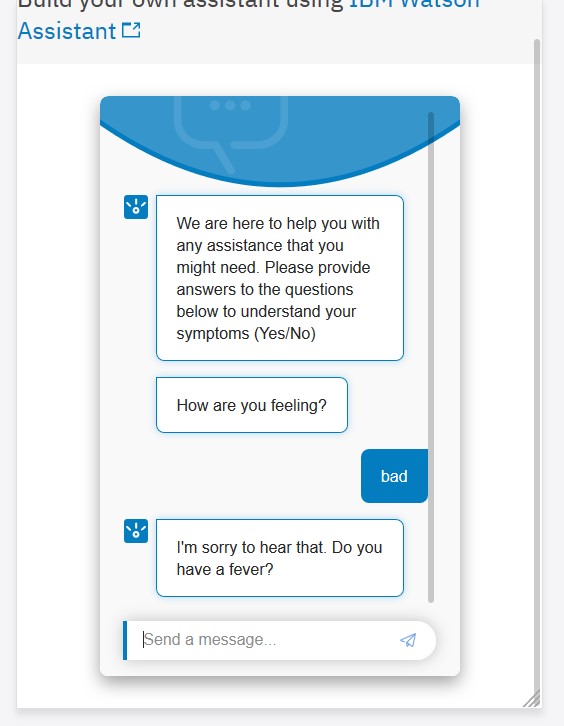 Build your own assistant using IBM Watson
Assistant
We are here to help you with
any assistance that you
might need. Please provide
answers to the questions
below to understand your
symptoms (Yes/No)
How are you feeling?
bad
I'm sorry to hear that. Do you
have a fever?
Send a message...